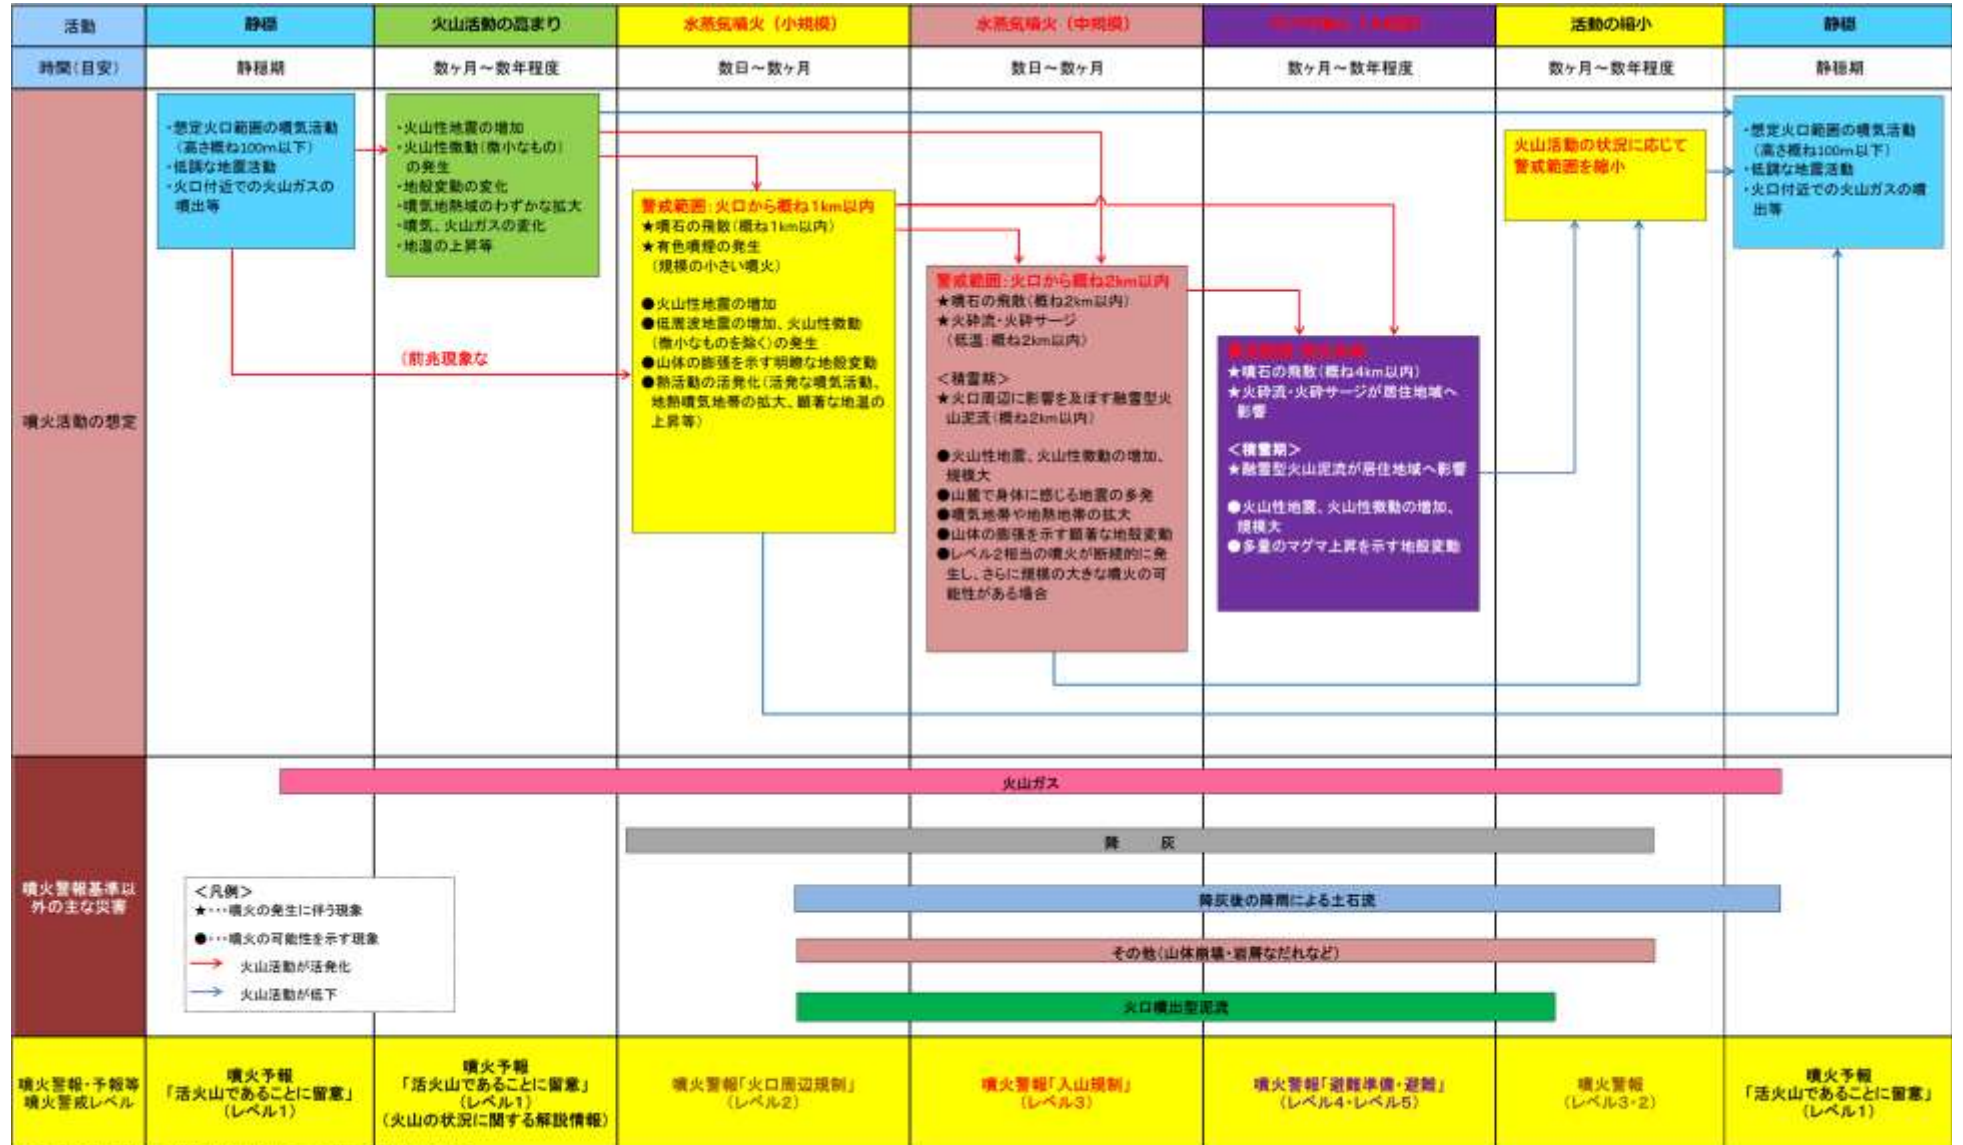 活動
静穏
火山活動の高まり
水蒸気噴火（小規模）
水蒸気噴火（中規模）
活動の縮小
静穏
時間（目安）
静穏期
数ヶ月～数年程度
数日～数ヶ月
数日～数ヶ月
数ヶ月～数年程度
数ヶ月～数年程度
静穏期
噴火活動の想定
・想定火口範囲の噴気活動
（高さ概ね100m以下）
・低調な地震活動
・火口付近での火山ガスの
噴出等
・火山性地震の増加
・火山性微動（微小なもの）
の発生
・地殻変動の変化
・噴気地熱域のわずかな拡大
・噴気、火山ガスの変化
・地温の上昇等
（前兆現象な
警戒範囲：火口から概ね1km以内
★噴石の飛散（概ね1km以内）
★有色噴煙の発生
（規模の小さい噴火）
●火山性地震の増加
●低周波地震の増加、火山性微動
（微小なものを除く）の発生
●山体の膨張を示す明瞭な地殻変動
●熱活動の活発化（活発な噴気活動、
地熱噴気地帯の拡大、顕著な地温の
上昇等）
警戒範囲：火口から概ね2km以内
★噴石の飛散（概ね2km以内）
★火砕流・火砕サージ
（低温：概ね2km以内）
＜積雪期＞
★火口周辺に影響を及ぼす融雪型火
山泥流（概ね2km以内）
●火山性地震、火山性微動の増加、
規模大
●山麓で身体に感じる地震の多発
●噴気地帯や地熱地帯の拡大
●山体の膨張を示す顕著な地殻変動
●レベル2相当の噴火が断続的に発
生し、さらに規模の大きな噴火の可
能性がある場合
★噴石の飛散（概ね4km以内）
★火砕流・火砕サージが居住地域へ
影響
＜積雪期＞
★融雪型火山泥流が居住地域へ影響
●火山性地震、火山性微動の増加、
規模大
●多量のマグマ上昇を示す地殻変動
火山活動の状況に応じて
警戒範囲を縮小
・想定火口範囲の噴気活動
（高さ概ね100m以下）
・低調な地震活動
・火口付近での火山ガスの噴
出等
噴火警報基準以
外の主な災害
火山ガス
降　灰
降灰後の降雨による土石流
その他（山体崩壊・岩屑なだれなど）
火口噴出型泥流
＜凡例＞
★・・・噴火の発生に伴う現象
●・・・噴火の可能性を示す現象
火山活動が活発化
火山活動が低下
噴火警報・予報等
噴火警戒レベル
噴火予報
「活火山であることに留意」
（レベル1）
噴火予報
「活火山であることに留意」
（レベル1）
（火山の状況に関する解説情報）
噴火警報「火口周辺規制」
（レベル2）
噴火警報「入山規制」
（レベル3）
噴火警報「避難準備・避難」
（レベル4・レベル5）
噴火警報
（レベル3・2）
噴火予報
「活火山であることに留意」
（レベル1）